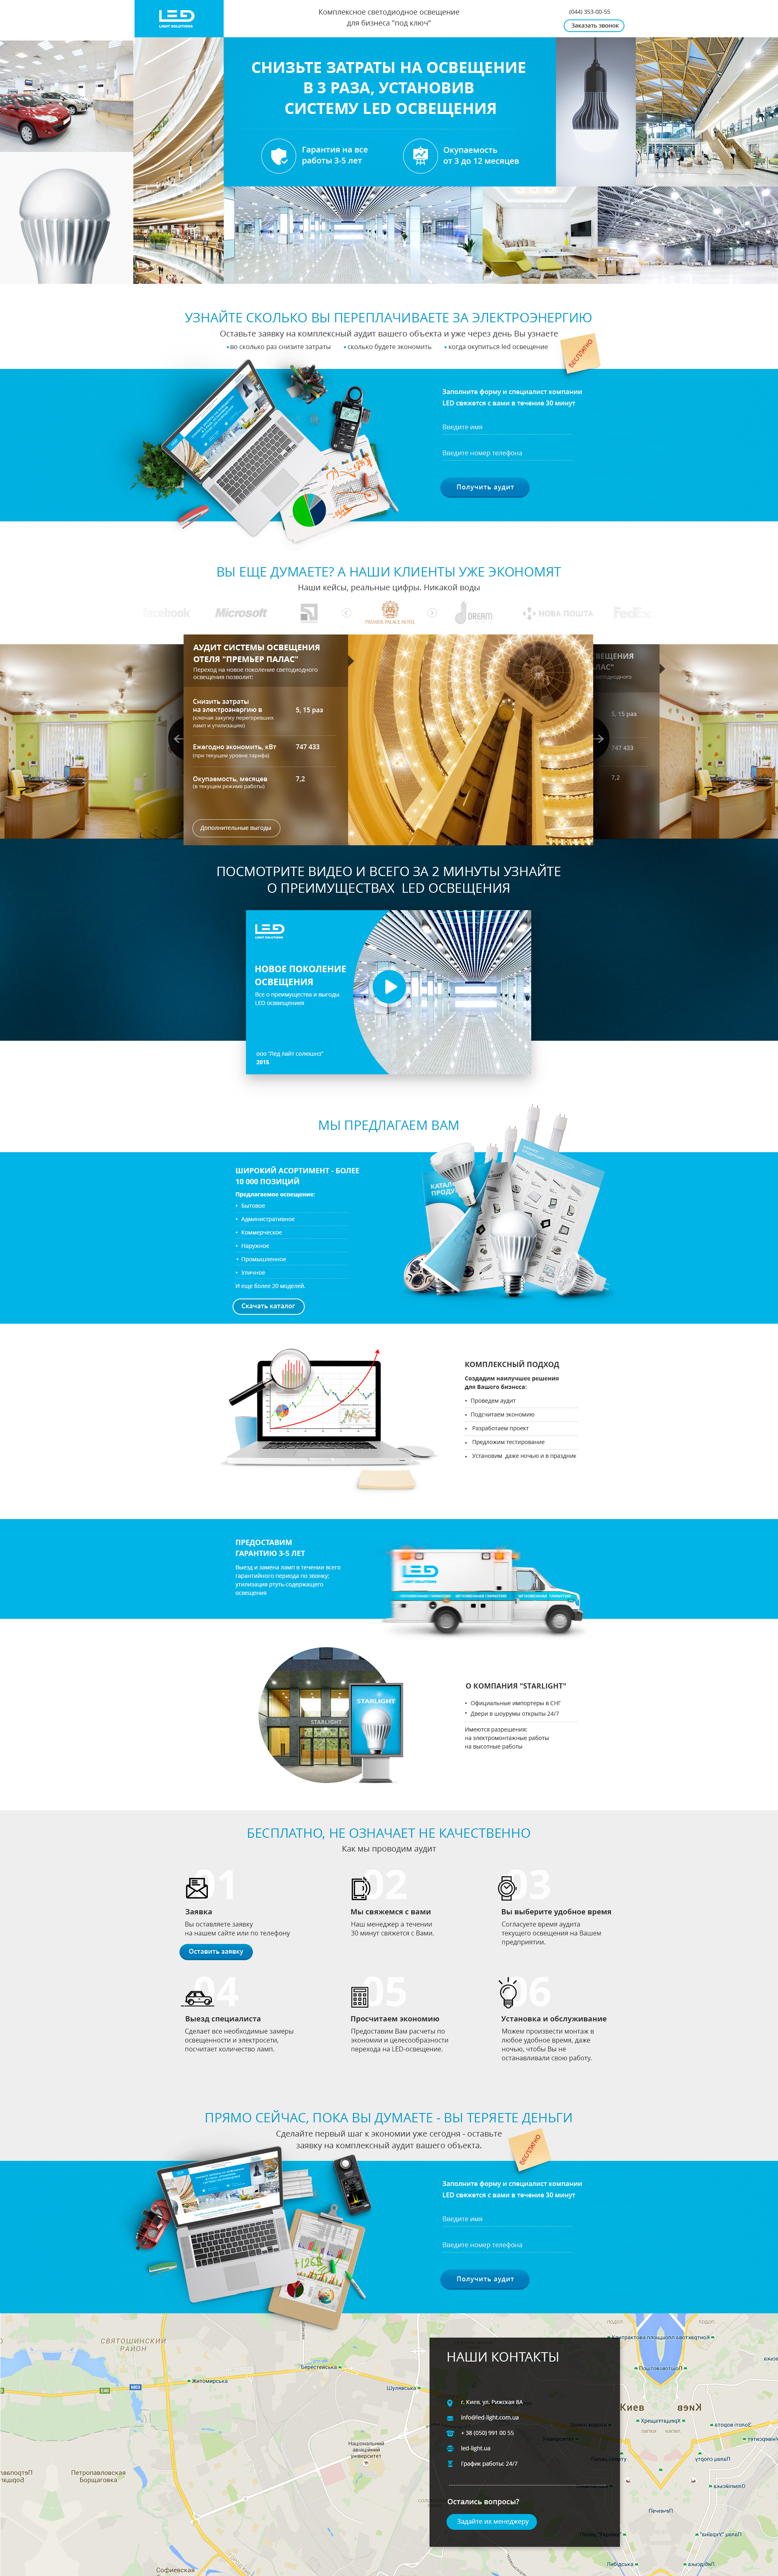 LED
LIGHT SOLUTIONS
Комплексное светодиодное освещение
для бизнеса "под ключ"
(044) 353-00-55
Заказать звонок
СНИЗЬТЕ ЗАТРАТЫ НА ОСВЕЩЕНИЕ
В 3 РАЗА, УСТАНОВИВ
СИСТЕМУ LED ОСВЕЩЕНИЯ
Гарантия на все
работы 3-5 лет
Окупаемость
от 3 до 12 месяцев
УЗНАЙТЕ СКОЛЬКО ВЫ ПЕРЕПЛАЧИВАЕТЕ ЗА ЭЛЕКТРОЭНЕРГИЮ
Оставьте заявку на комплексный аудит вашего объекта и уже через день Вы узнаете
• во сколько раз снизите затраты • сколько будете экономить • когда окупиться led освещение
бесплатно
Заполните форму и специалист компании
LED свяжется с вами в течение 30 минут
Введите имя
Введите номер телефона
Получить аудит
ВЫ ЕЩЕ ДУМАЕТЕ? А НАШИ КЛИЕНТЫ УЖЕ ЭКОНОМЯТ
Наши кейсы, реальные цифры. Никакой воды
facebook Microsoft PREMIER PALACE HOTEL DREAM НОВА ПОШТА FedEx
АУДИТ СИСТЕМЫ ОСВЕЩЕНИЯ
ОТЕЛЯ "ПРЕМЬЕР ПАЛАС"
Переход на новое поколение светодиодного
освещения позволит:
Снизить затраты
на электроэнергию в 5, 15 раз
(ключая закупку перегоревших
ламп и утилизацию)
Ежегодно экономить, кВт 747 433
(при текущем уровне тарифа)
Окупаемость, месяцев 7,2
(в текущем режиме работы)
Дополнительные выгоды
5, 15 раз
747 433
7,2
ПОСМОТРИТЕ ВИДЕО И ВСЕГО ЗА 2 МИНУТЫ УЗНАЙТЕ
О ПРЕИМУЩЕСТВАХ LED ОСВЕЩЕНИЯ
LED
LIGHT SOLUTIONS
НОВОЕ ПОКОЛЕНИЕ
ОСВЕЩЕНИЯ
Все о преимущества и выгоды
LED освящениея
ооо "Лед лайт солюшнз"
2015
МЫ ПРЕДЛАГАЕМ ВАМ
ШИРОКИЙ АСОРТИМЕНТ - БОЛЕЕ
10 000 ПОЗИЦИЙ
Предлагаемое освещение:
• Бытовое
• Административное
• Коммерческое
• Наружное
• Промышленное
• Уличное
И еще более 20 моделей.
Скачать каталог
КОМПЛЕКСНЫЙ ПОДХОД
Создадим наилучшее решения
для Вашего бизнеса:
• Проведем аудит
• Подсчитаем экономию
• Разработаем проект
• Предложим тестирование
• Установим даже ночью и в праздник
ПРЕДОСТАВИМ
ГАРАНТИЮ 3-5 ЛЕТ
Выезд и замена ламп в течении всего
гарантийного периода по звонку;
утилизация ртуть-содержащего
освещения
LED
LIGHT SOLUTIONS
STARLIGHT
STARLIGHT
О КОМПАНИЯ "STARLIGHT"
• Официальные импортеры в СНГ
• Двери в шоурумы открыты 24/7
Имеются разрешения:
на электромонтажные работы
на высотные работы
БЕСПЛАТНО, НЕ ОЗНАЧАЕТ НЕ КАЧЕСТВЕННО
Как мы проводим аудит
01
Заявка
Вы оставляете заявку
на нашем сайте или по телефону
Оставить заявку
02
Мы свяжемся с вами
Наш менеджер а течении
30 минут свяжется с Вами.
03
Вы выберите удобное время
Согласуете время аудита
текущего освещения на Вашем
предприятии.
04
Выезд специалиста
Сделает все необходимые замеры
освещенности и электросети,
посчитает количество ламп.
05
Просчитаем экономию
Предоставим Вам расчеты по
экономии и целесообразности
перехода на LED-освещение.
06
Установка и обслуживание
Можем произвести монтаж в
любое удобное время, даже
ночью, чтобы Вы не
останавливали свою работу.
ПРЯМО СЕЙЧАС, ПОКА ВЫ ДУМАЕТЕ - ВЫ ТЕРЯЕТЕ ДЕНЬГИ
Сделайте первый шаг к экономии уже сегодня - оставьте
заявку на комплексный аудит вашего объекта.
бесплатно
Заполните форму и специалист компании
LED свяжется с вами в течение 30 минут
Введите имя
Введите номер телефона
Получить аудит
СВЯТОШИНСКИЙ
РАЙОН
Житомирська
Берестейська
Шулявська
Національний
авіаційний
університет
Петропавловская
Борщаговка
Софиевская
Киев
Либідська
НАШИ КОНТАКТЫ
г. Киев, ул. Рижская 8А
info@led-light.com.ua
+ 38 (050) 991 00 55
led-light.ua
График работы: 24/7
Остались вопросы?
Задайте их менеджеру